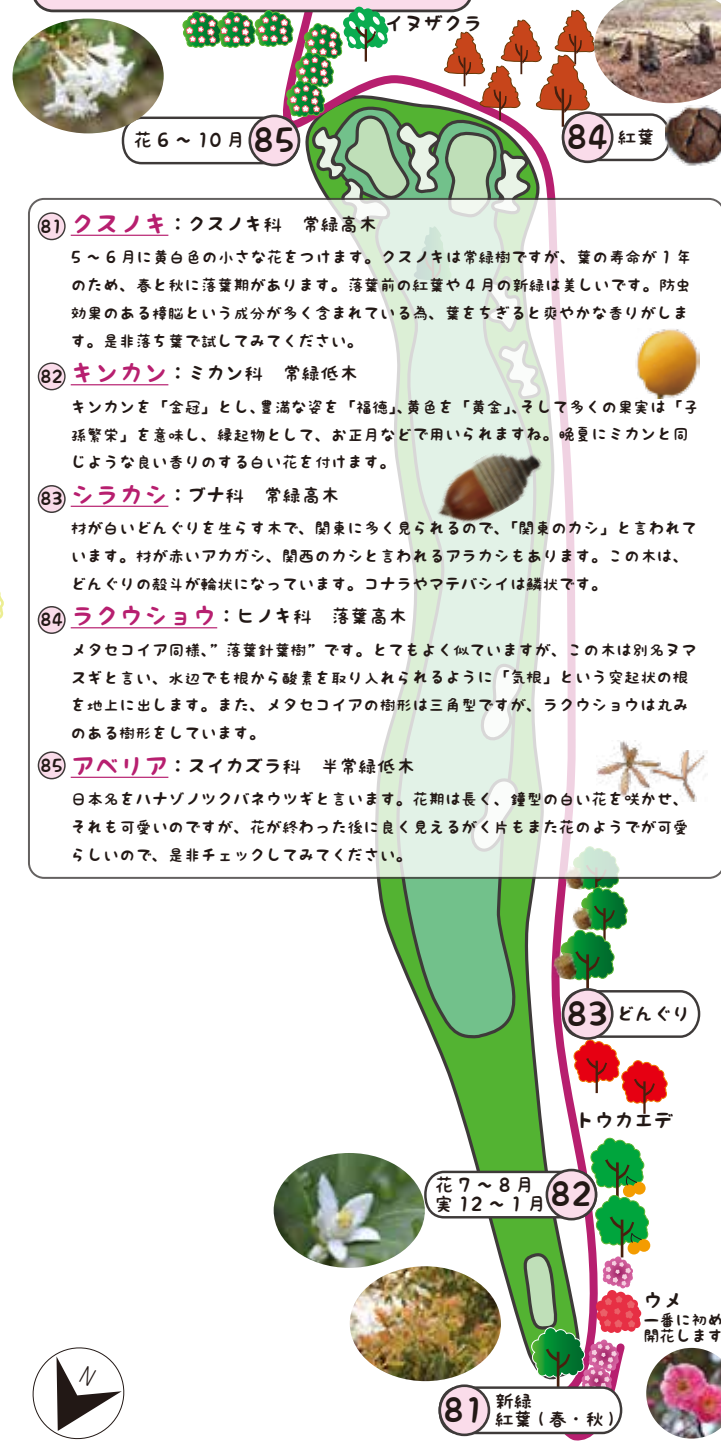 イヌザクラ
花6～10月 85
84 紅葉
81 クスノキ：クスノキ科　常緑高木
5～6月に黄白色の小さな花をつけます。クスノキは常緑樹ですが、葉の寿命が1年
のため、春と秋に落葉期があります。落葉前の紅葉や4月の新緑は美しいです。防虫
効果のある樟脳という成分が多く含まれている為、葉をちぎると爽やかな香りがしま
す。是非落ち葉で試してみてください。
82 キンカン：ミカン科　常緑低木
キンカンを「金冠」とし、豊満な姿を「福徳」、黄色を「黄金」、そして多くの果実は「子
孫繁栄」を意味し、縁起物として、お正月などで用いられますね。晩夏にミカンと同
じような良い香りのする白い花を付けます。
83 シラカシ：ブナ科　常緑高木
材が白いどんぐりを生らす木で、関東に多く見られるので、「関東のカシ」と言われて
います。材が赤いアカガシ、関西のカシと言われるアラカシもあります。この木は、
どんぐりの殻斗が輪状になっています。コナラやマテバシイは鱗状です。
84 ラクウショウ：ヒノキ科　落葉高木
メタセコイア同様、”落葉針葉樹”です。とてもよく似ていますが、この木は別名ヌマ
スギと言い、水辺でも根から酸素を取り入れられるように「気根」という突起状の根
を地上に出します。また、メタセコイアの樹形は三角型ですが、ラクウショウは丸み
のある樹形をしています。
85 アベリア：スイカズラ科　半常緑低木
日本名をハナゾノツクバネウツギと言います。花期は長く、鐘型の白い花を咲かせ、
それも可愛いのですが、花が終わった後に良く見えるがく片もまた花のようでが可愛
らしいので、是非チェックしてみてください。
83 どんぐり
トウカエデ
花7～8月
実12～1月 82
ウメ
一番に初め
開花します
N
81 新緑
紅葉（春・秋）